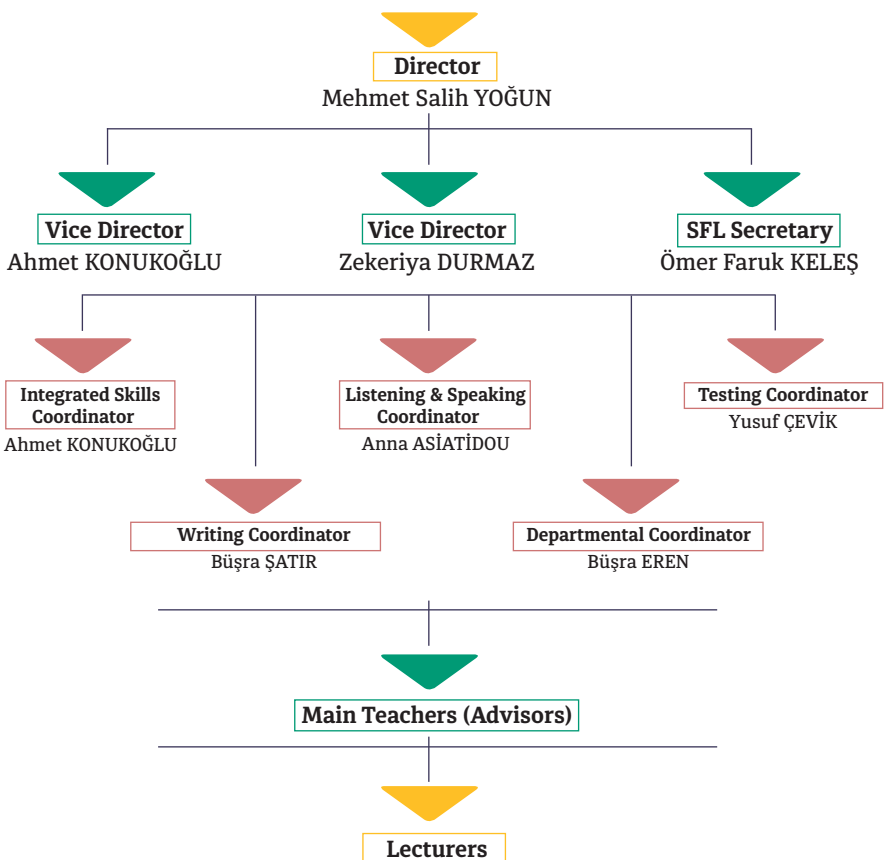 Director
Mehmet Salih YOĞUN
Vice Director
Ahmet KONUKOĞLU
Vice Director
Zekeriya DURMAZ
SFL Secretary
Ömer Faruk KELEŞ
Integrated Skills
Coordinator
Ahmet KONUKOĞLU
Listening & Speaking
Coordinator
Anna ASİATİDOU
Testing Coordinator
Yusuf ÇEVİK
Writing Coordinator
Büşra ŞATIR
Departmental Coordinator
Büşra EREN
Main Teachers (Advisors)
Lecturers